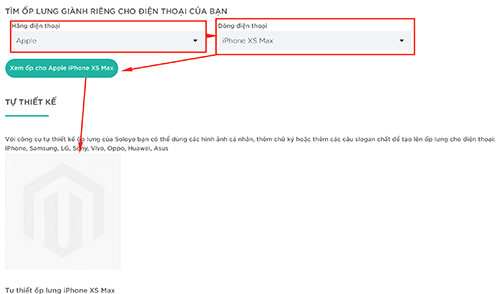 TÌM ỐP LƯNG GIÀNH RIÊNG CHO ĐIỆN THOẠI CỦA BẠN
Hãng điện thoại
Dòng điện thoại
Apple
iPhone XS Max
Xem ốp cho Apple iPhone XS Max
TỰ THIẾT KẾ
Với công cụ tự thiết kế ốp lưng của Soloyo bạn có thể dùng các hình ảnh cá nhân, thêm chữ ký hoặc thêm các câu slogan chất để tạo lên ốp lưng cho điện thoại:
iPhone, Samsung, LG, Sony, Vivo, Oppo, Huawei, Asus
Tự thiết ốp lưng iPhone XS Max